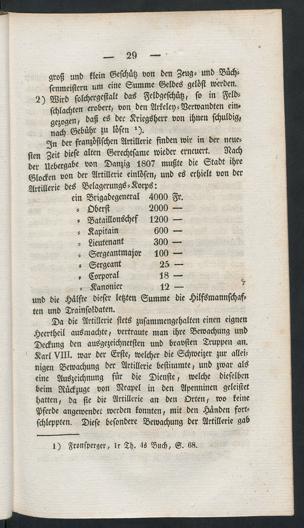 — 29 —
groß und klein Geschütz von den Zeug- und Büch-
senmeistern um eine Summe Geldes gelöst werden.
2) Wird solchergestalt das Feldgeschütz, so in Feld-
schlachten erobert, von den Arkeley-Verwandten ein-
gezogen, daß es der Kriegsherr von ihnen schuldig,
nach Gebühr zu lösen ¹).
In der französischen Artillerie finden wir in der neue-
sten Zeit diese alten Gerechtsame wieder erneuert. Nach
der Uebergabe von Danzig 1807 mußte die Stadt ihre
Glocken von der Artillerie einlösen, und es erhielt von der
Artillerie des Belagerungs-Korps:
ein Brigadegeneral 4000 Fr.
„ Oberst 2000 —
„ Bataillonschef 1200 —
„ Kapitain 600 —
„ Lieutenant 300 —
„ Sergeantmajor 100 —
„ Sergeant 25 —
„ Corporal 18 —
„ Kanonier 12 —
und die Hälfte dieser letzten Summe die Hilfsmannschaf-
ten und Trainsoldaten.
Da die Artillerie stets zusammengehalten einen eignen
Heertheil ausmachte, vertraute man ihre Bewachung und
Deckung den ausgezeichnetesten und bravsten Truppen an.
Karl VIII. war der Erste, welcher die Schweizer zur allei-
nigen Bewachung der Artillerie bestimmte, und zwar als
eine Auszeichnung für die Dienste, welche dieselben
beim Rückzuge von Neapel in den Apenninen geleistet
hatten, da sie die Artillerie an den Orten, wo keine
Pferde angewendet werden konnten, mit den Händen fort-
schleppten. Diese besondere Bewachung der Artillerie gab
1) Fronsperger, 1r Th. 4s Buch, S. 68.